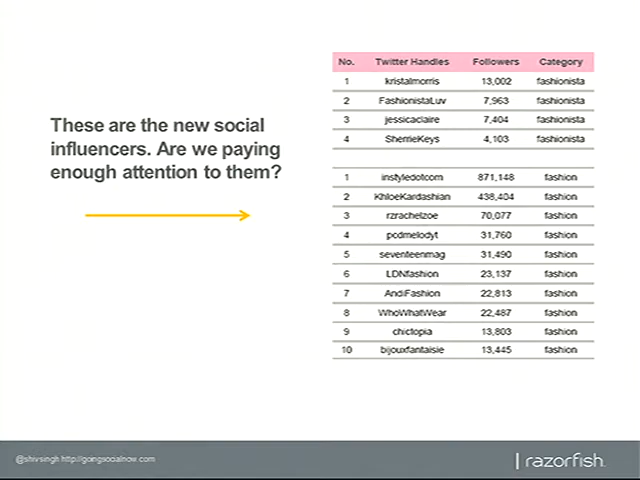 These are the new social
influencers. Are we paying
enough attention to them?
No. Twitter Handles Followers Category
1 kristalmorris 13,002 fashionista
2 FashionistaLuv 7,963 fashionista
3 jessicaclaire 7,404 fashionista
4 SherrieKeys 4,103 fashionista
1 instyledotcom 871,148 fashion
2 KhloeKardashian 438,404 fashion
3 rzrachelzoe 70,077 fashion
4 pcdmelodyt 31,760 fashion
5 seventeenmag 31,490 fashion
6 LDNfashion 23,137 fashion
7 AndiFashion 22,813 fashion
8 WhoWhatWear 22,487 fashion
9 chictopia 13,803 fashion
10 bijouxfantaisie 13,445 fashion
@shivsingh http://goingsocialnow.com
razorfish.